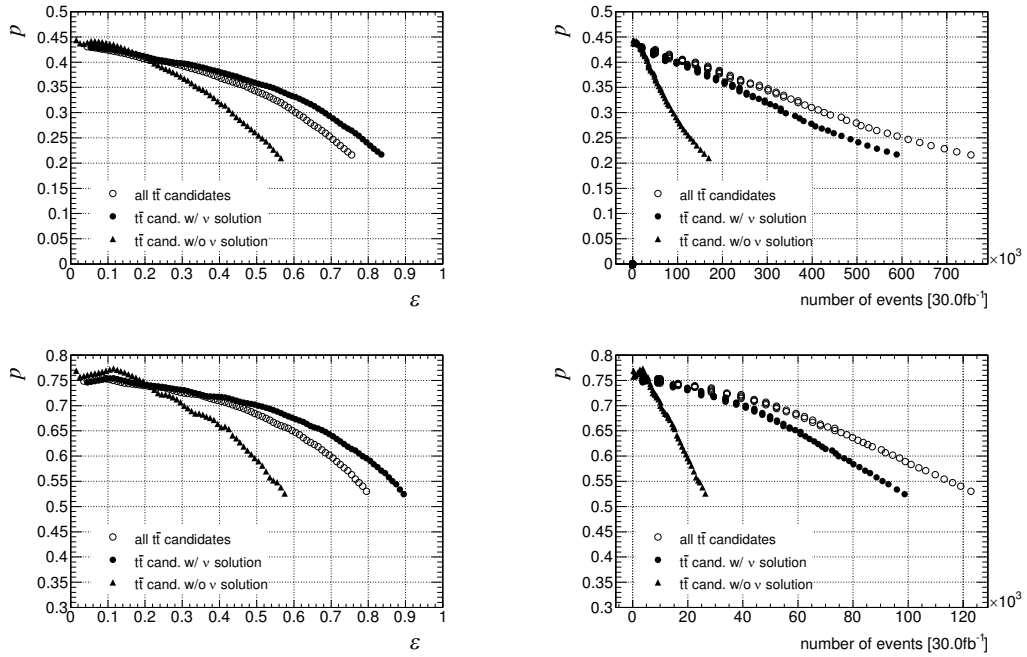 p
0.5
0.45
0.4
0.35
0.3
0.25
0.2
0.15
0.1
0.05
0
all tt̄ candidates
tt̄ cand. w/ ν solution
tt̄ cand. w/o ν solution
0 0.1 0.2 0.3 0.4 0.5 0.6 0.7 0.8 0.9 1
ε
p
0.5
0.45
0.4
0.35
0.3
0.25
0.2
0.15
0.1
0.05
0
all tt̄ candidates
tt̄ cand. w/ ν solution
tt̄ cand. w/o ν solution
×10³
0 100 200 300 400 500 600 700
number of events [30.0fb⁻¹]
p
0.8
0.75
0.7
0.65
0.6
0.55
0.5
0.45
0.4
0.35
0.3
all tt̄ candidates
tt̄ cand. w/ ν solution
tt̄ cand. w/o ν solution
0 0.1 0.2 0.3 0.4 0.5 0.6 0.7 0.8 0.9 1
ε
p
0.8
0.75
0.7
0.65
0.6
0.55
0.5
0.45
0.4
0.35
0.3
all tt̄ candidates
tt̄ cand. w/ ν solution
tt̄ cand. w/o ν solution
×10³
0 20 40 60 80 100 120
number of events [30.0fb⁻¹]